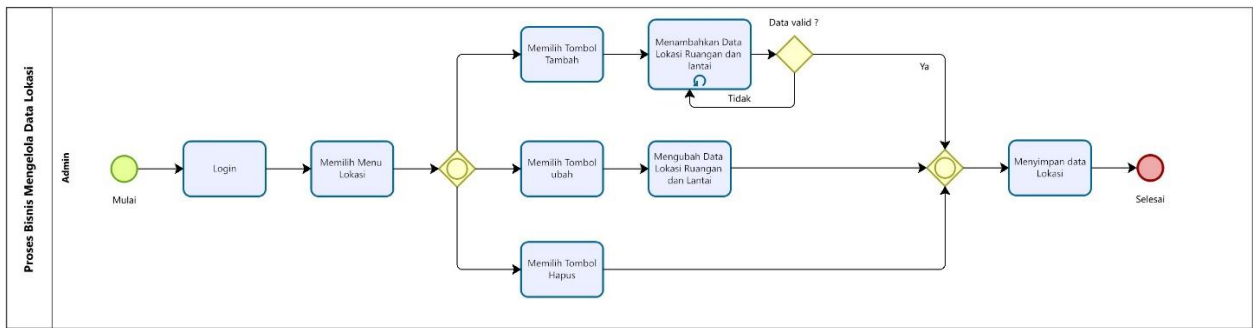 Proses Bisnis Mengelola Data Lokasi
Admin
Mulai
Login
Memilih Menu
Lokasi
Memilih Tombol
Tambah
Menambahkan Data
Lokasi Ruangan dan
lantai
Data valid ?
Tidak
Ya
Memilih Tombol
ubah
Mengubah Data
Lokasi Ruangan
dan Lantai
Memilih Tombol
Hapus
Menyimpan data
Lokasi
Selesai